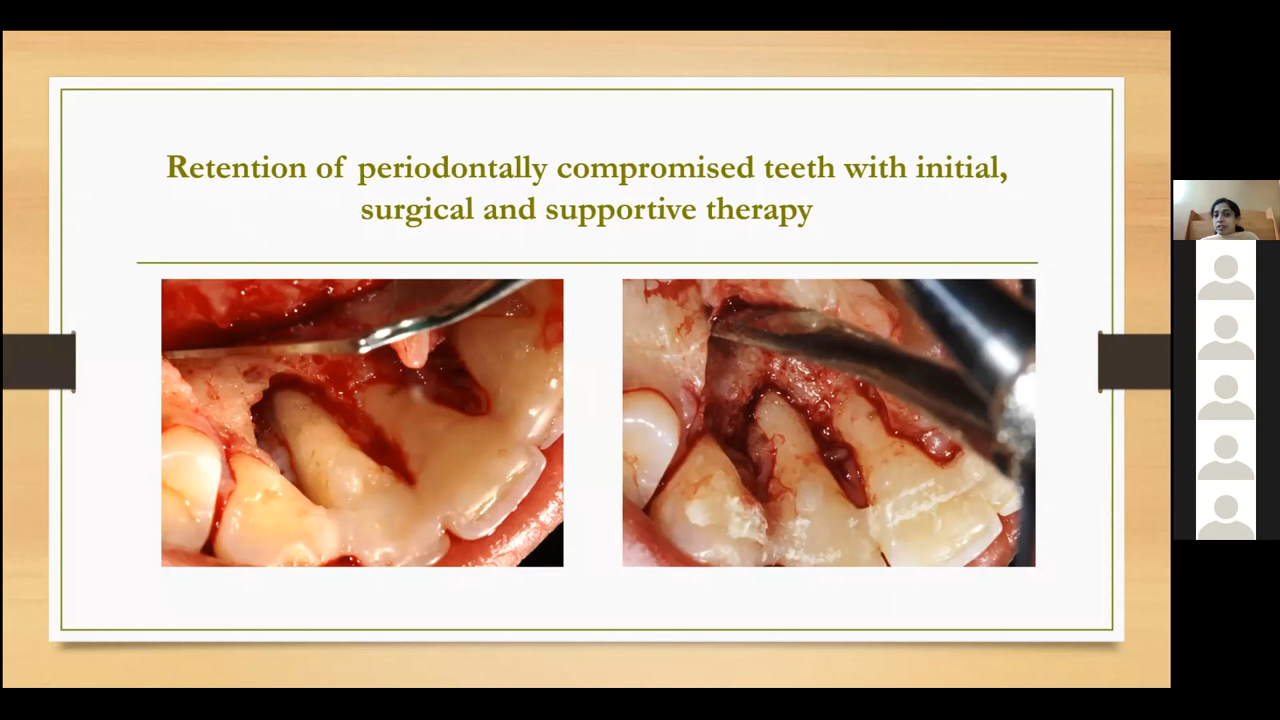 Retention of periodontally compromised teeth with initial,
surgical and supportive therapy